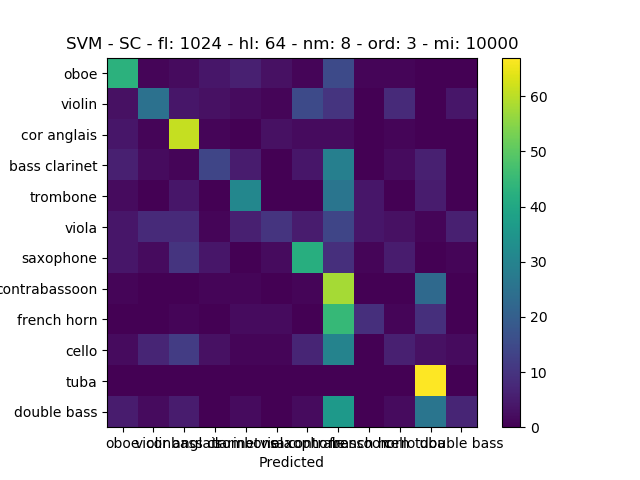 SVM - SC - fl: 1024 - hl: 64 - nm: 8 - ord: 3 - mi: 10000
oboe
violin
cor anglais
bass clarinet
trombone
viola
saxophone
contrabassoon
french horn
cello
tuba
double bass
60
50
40
30
20
10
0
oboe violin double bass
Predicted